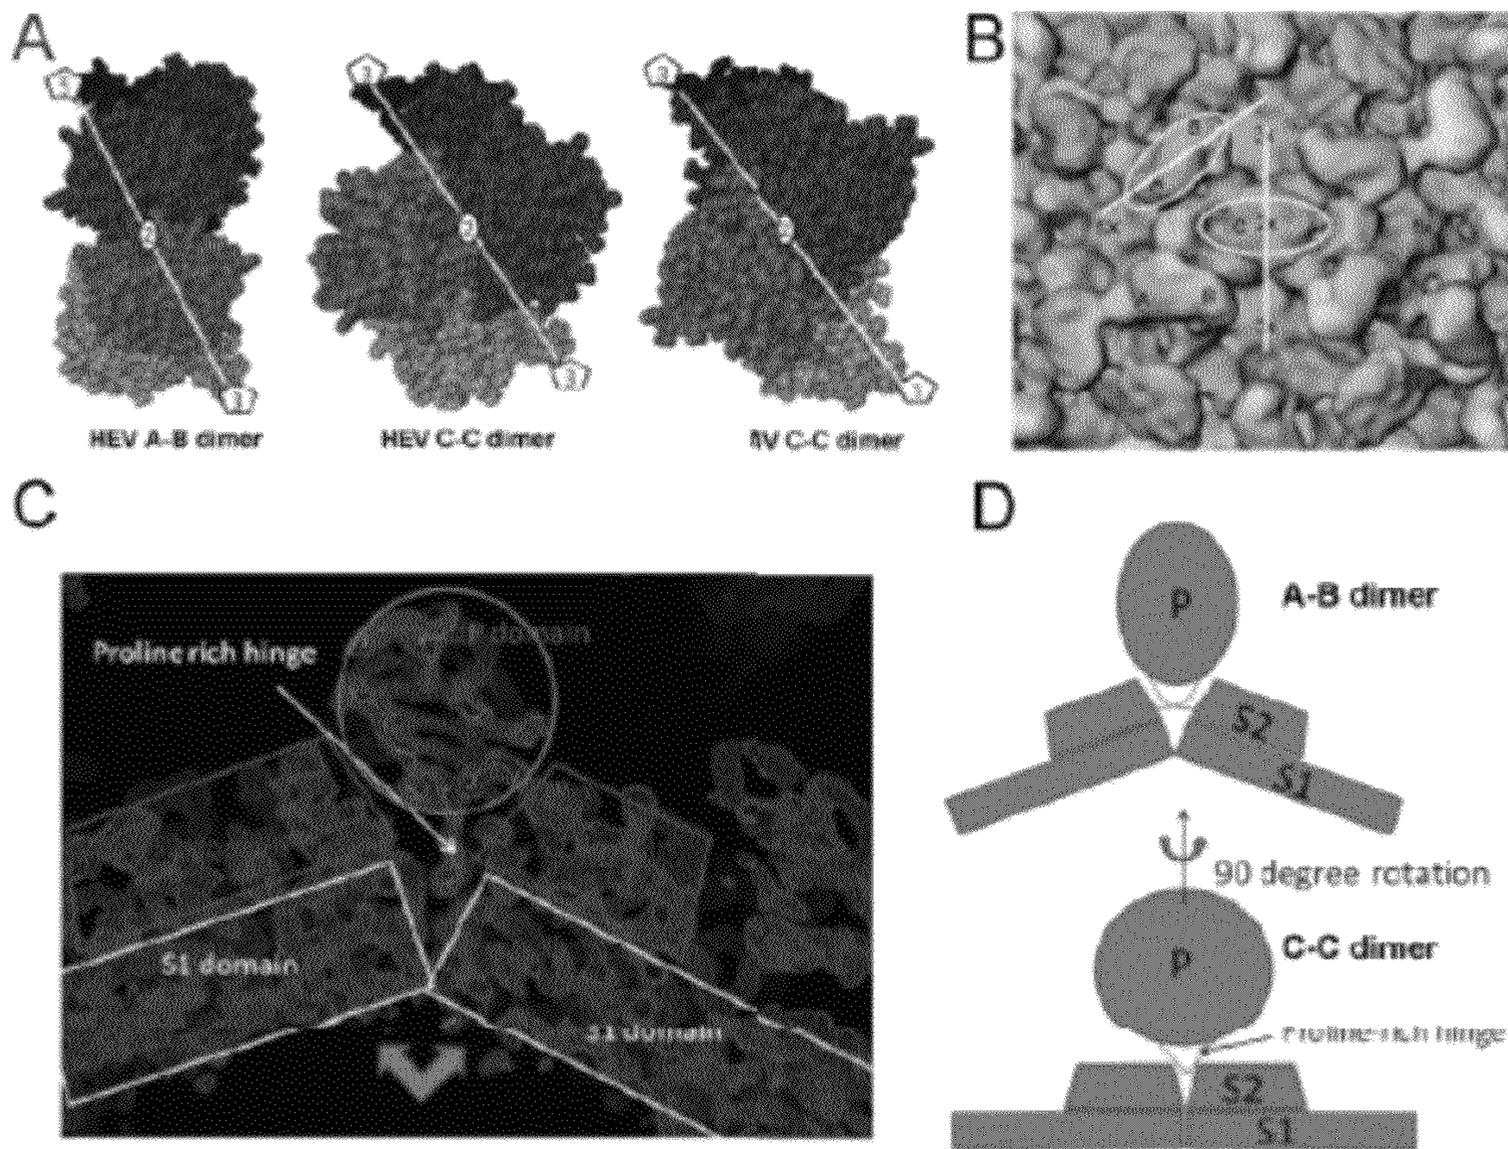 A
HEV A-B dimer
HEV C-C dimer
C-C dimer
B
C
Proline rich hinge
P domain
S1 domain
S1 domain
D
P
A-B dimer
S2
S1
90 degree rotation
P
C-C dimer
Proline rich hinge
S2
S1